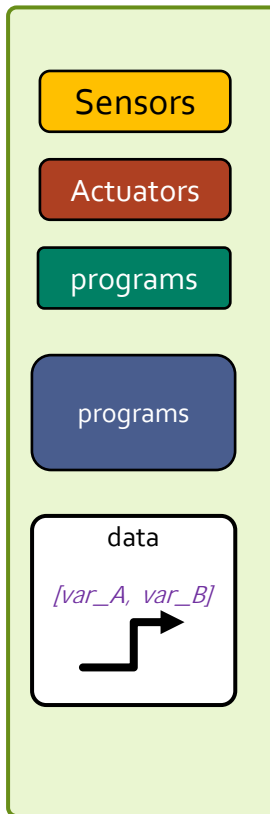 Sensors
Actuators
programs
programs
data
[var_A, var_B]